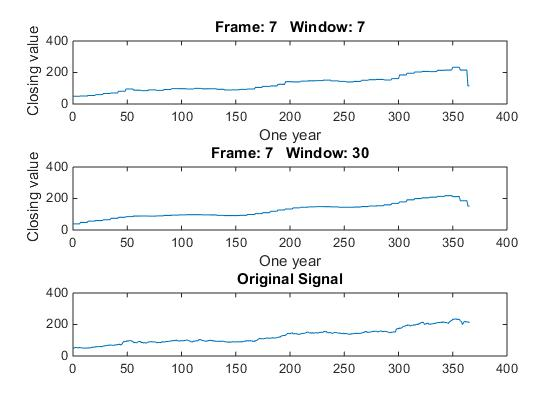 Frame: 7   Window: 7
Closing value
400
200
0
0 50 100 150 200 250 300 350 400
One year
Frame: 7   Window: 30
Closing value
400
200
0
0 50 100 150 200 250 300 350 400
One year
Original Signal
400
200
0
0 50 100 150 200 250 300 350 400